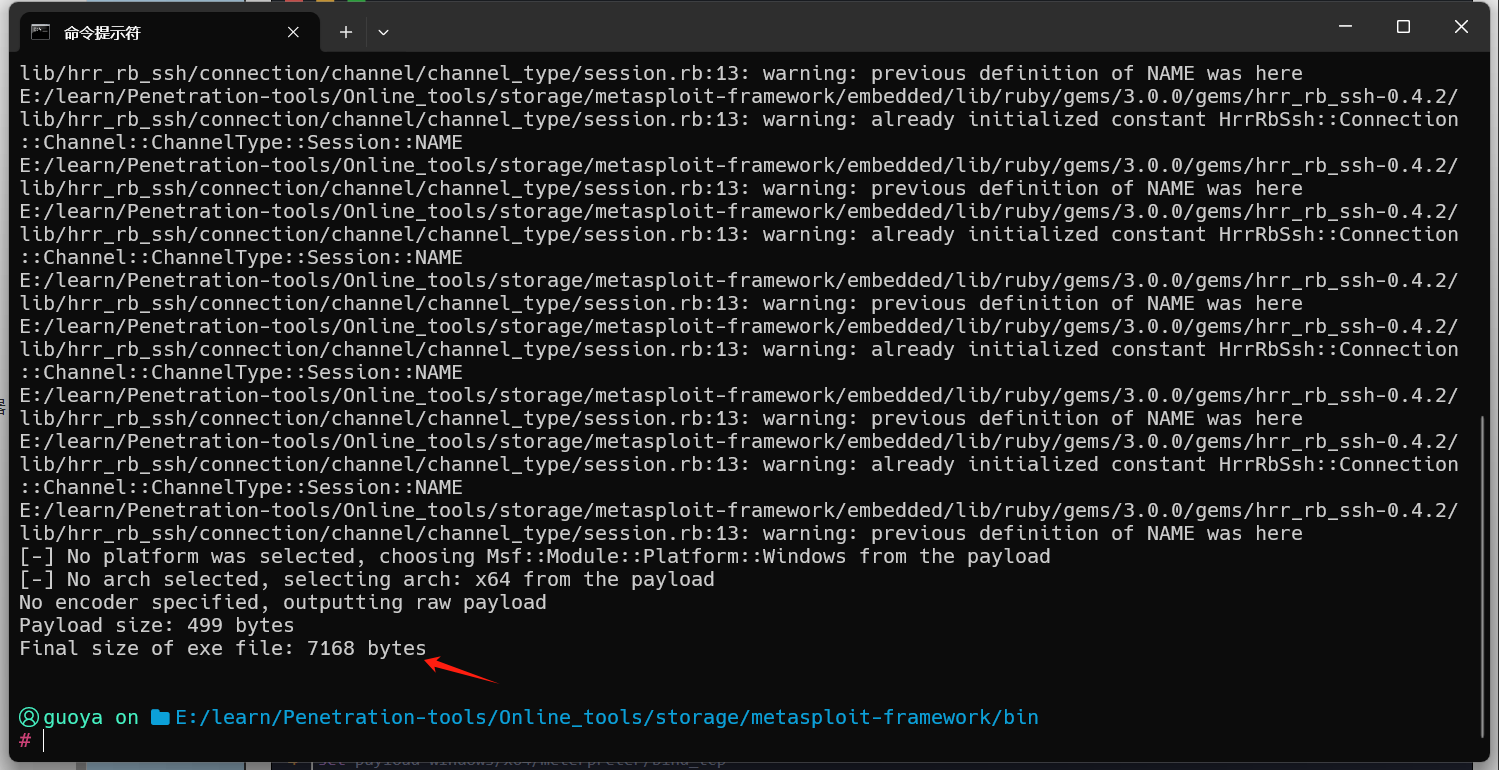 命令提示符
lib/hrr_rb_ssh/connection/channel/channel_type/session.rb:13: warning: previous definition of NAME was here
E:/learn/Penetration-tools/Online_tools/storage/metasploit-framework/embedded/lib/ruby/gems/3.0.0/gems/hrr_rb_ssh-0.4.2/
lib/hrr_rb_ssh/connection/channel/channel_type/session.rb:13: warning: already initialized constant HrrRbSsh::Connection
::Channel::ChannelType::Session::NAME
E:/learn/Penetration-tools/Online_tools/storage/metasploit-framework/embedded/lib/ruby/gems/3.0.0/gems/hrr_rb_ssh-0.4.2/
lib/hrr_rb_ssh/connection/channel/channel_type/session.rb:13: warning: previous definition of NAME was here
E:/learn/Penetration-tools/Online_tools/storage/metasploit-framework/embedded/lib/ruby/gems/3.0.0/gems/hrr_rb_ssh-0.4.2/
lib/hrr_rb_ssh/connection/channel/channel_type/session.rb:13: warning: already initialized constant HrrRbSsh::Connection
::Channel::ChannelType::Session::NAME
E:/learn/Penetration-tools/Online_tools/storage/metasploit-framework/embedded/lib/ruby/gems/3.0.0/gems/hrr_rb_ssh-0.4.2/
lib/hrr_rb_ssh/connection/channel/channel_type/session.rb:13: warning: previous definition of NAME was here
E:/learn/Penetration-tools/Online_tools/storage/metasploit-framework/embedded/lib/ruby/gems/3.0.0/gems/hrr_rb_ssh-0.4.2/
lib/hrr_rb_ssh/connection/channel/channel_type/session.rb:13: warning: already initialized constant HrrRbSsh::Connection
::Channel::ChannelType::Session::NAME
E:/learn/Penetration-tools/Online_tools/storage/metasploit-framework/embedded/lib/ruby/gems/3.0.0/gems/hrr_rb_ssh-0.4.2/
lib/hrr_rb_ssh/connection/channel/channel_type/session.rb:13: warning: previous definition of NAME was here
E:/learn/Penetration-tools/Online_tools/storage/metasploit-framework/embedded/lib/ruby/gems/3.0.0/gems/hrr_rb_ssh-0.4.2/
lib/hrr_rb_ssh/connection/channel/channel_type/session.rb:13: warning: already initialized constant HrrRbSsh::Connection
::Channel::ChannelType::Session::NAME
E:/learn/Penetration-tools/Online_tools/storage/metasploit-framework/embedded/lib/ruby/gems/3.0.0/gems/hrr_rb_ssh-0.4.2/
lib/hrr_rb_ssh/connection/channel/channel_type/session.rb:13: warning: previous definition of NAME was here
[-] No platform was selected, choosing Msf::Module::Platform::Windows from the payload
[-] No arch selected, selecting arch: x64 from the payload
No encoder specified, outputting raw payload
Payload size: 499 bytes
Final size of exe file: 7168 bytes
guoya on E:/learn/Penetration-tools/Online_tools/storage/metasploit-framework/bin
#